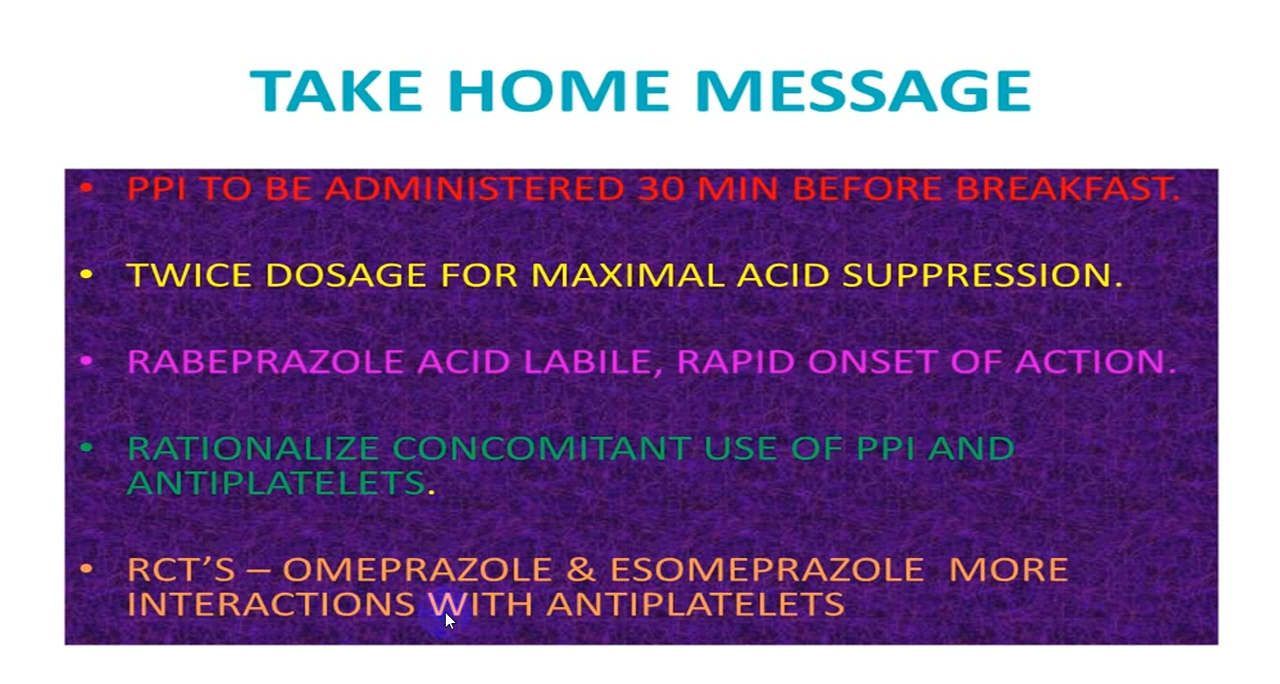 TAKE HOME MESSAGE
• PPI TO BE ADMINISTERED 30 MIN BEFORE BREAKFAST.
• TWICE DOSAGE FOR MAXIMAL ACID SUPPRESSION.
• RABEPRAZOLE ACID LABILE, RAPID ONSET OF ACTION.
• RATIONALIZE CONCOMITANT USE OF PPI AND
ANTIPLATELETS.
• RCT’S – OMEPRAZOLE & ESOMEPRAZOLE MORE
INTERACTIONS WITH ANTIPLATELETS